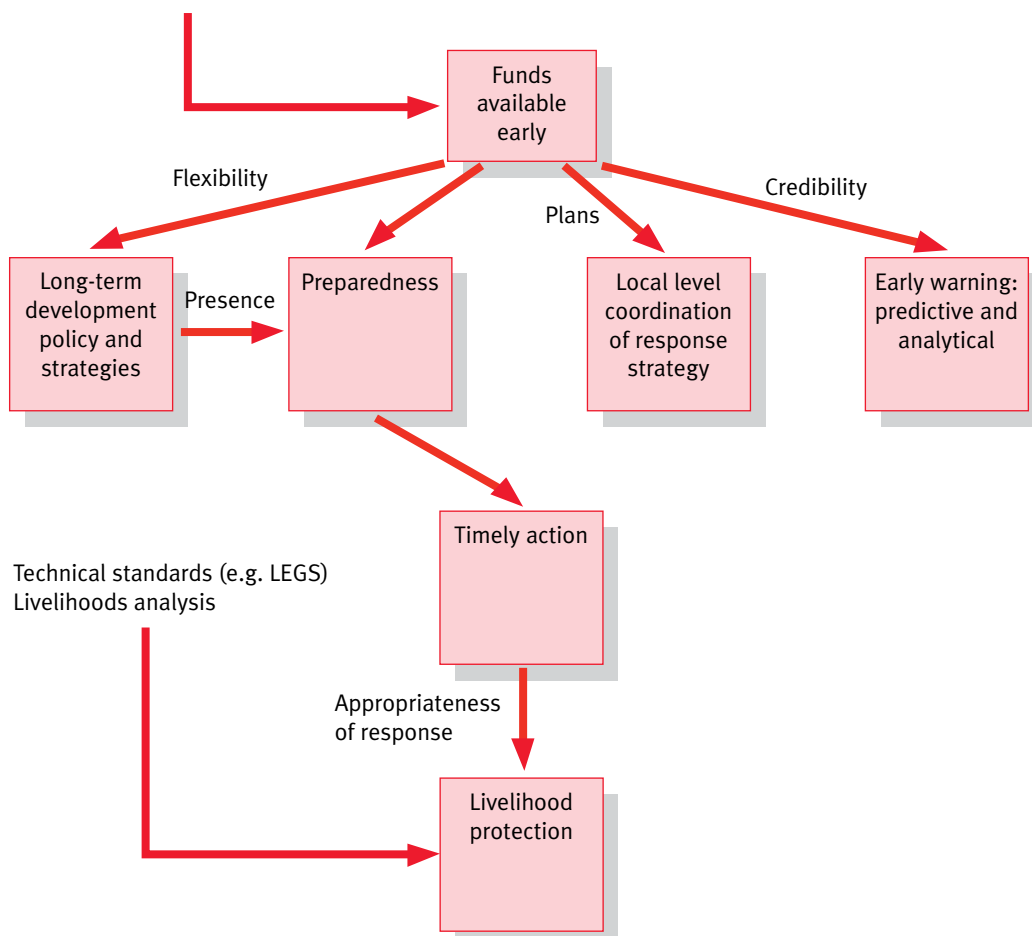 Funds
available
early
Flexibility
Credibility
Plans
Long-term
development
policy and
strategies
Presence
Preparedness
Local level
coordination
of response
strategy
Early warning:
predictive and
analytical
Timely action
Technical standards (e.g. LEGS)
Livelihoods analysis
Appropriateness
of response
Livelihood
protection